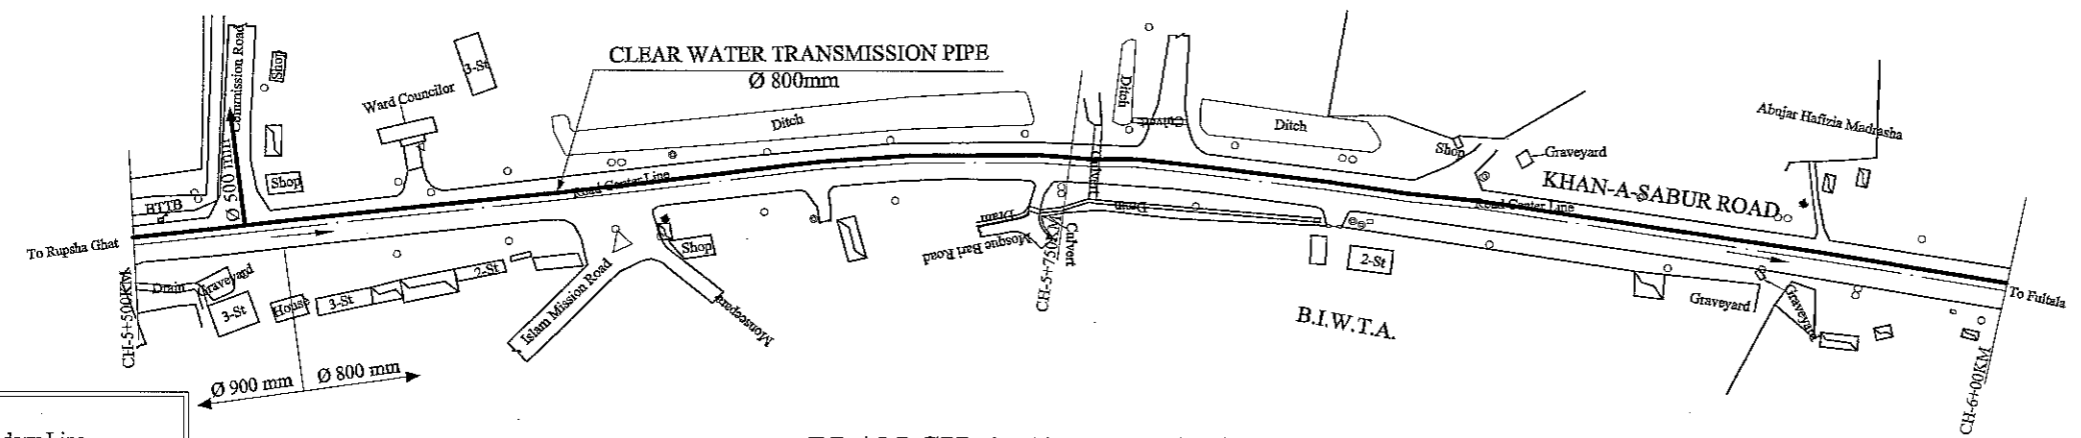 CLEAR WATER TRANSMISSION PIPE
Ø 800mm
Commission Road
Shop
3-St
Ward Councilor
Ditch
Ditch
Culvert
Ditch
Shop
Graveyard
Abujar Hafizia Madrasha
KHAN-A-SABUR ROAD
Shop
Ø 500 mm
BTTB
Road Center Line
Culvert
Road Center Line
To Rupsha Ghat
Drain
Drain
Mosque Bari Road
Culvert
CH-5+750KM
Shop
Islam Mission Road
Monseepara
2-St
B.I.W.T.A.
Graveyard
Graveyard
To Fultala
Drain
Graveyard
3-St
House
3-St
2-St
CH-5+500KM
Ø 900 mm
Ø 800 mm
CH-6+00KM